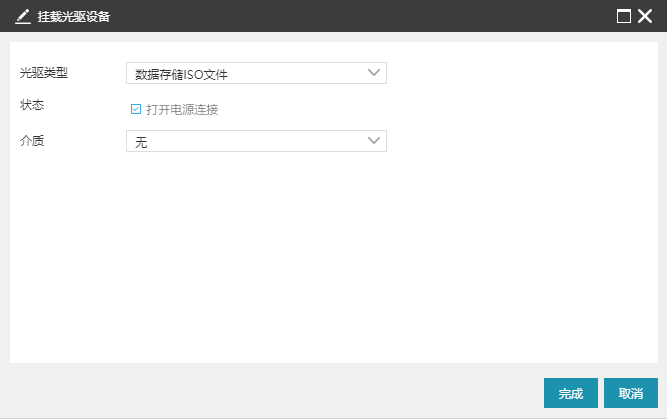 挂载光驱设备
光驱类型 数据存储ISO文件
状态 打开电源连接
介质 无
完成 取消